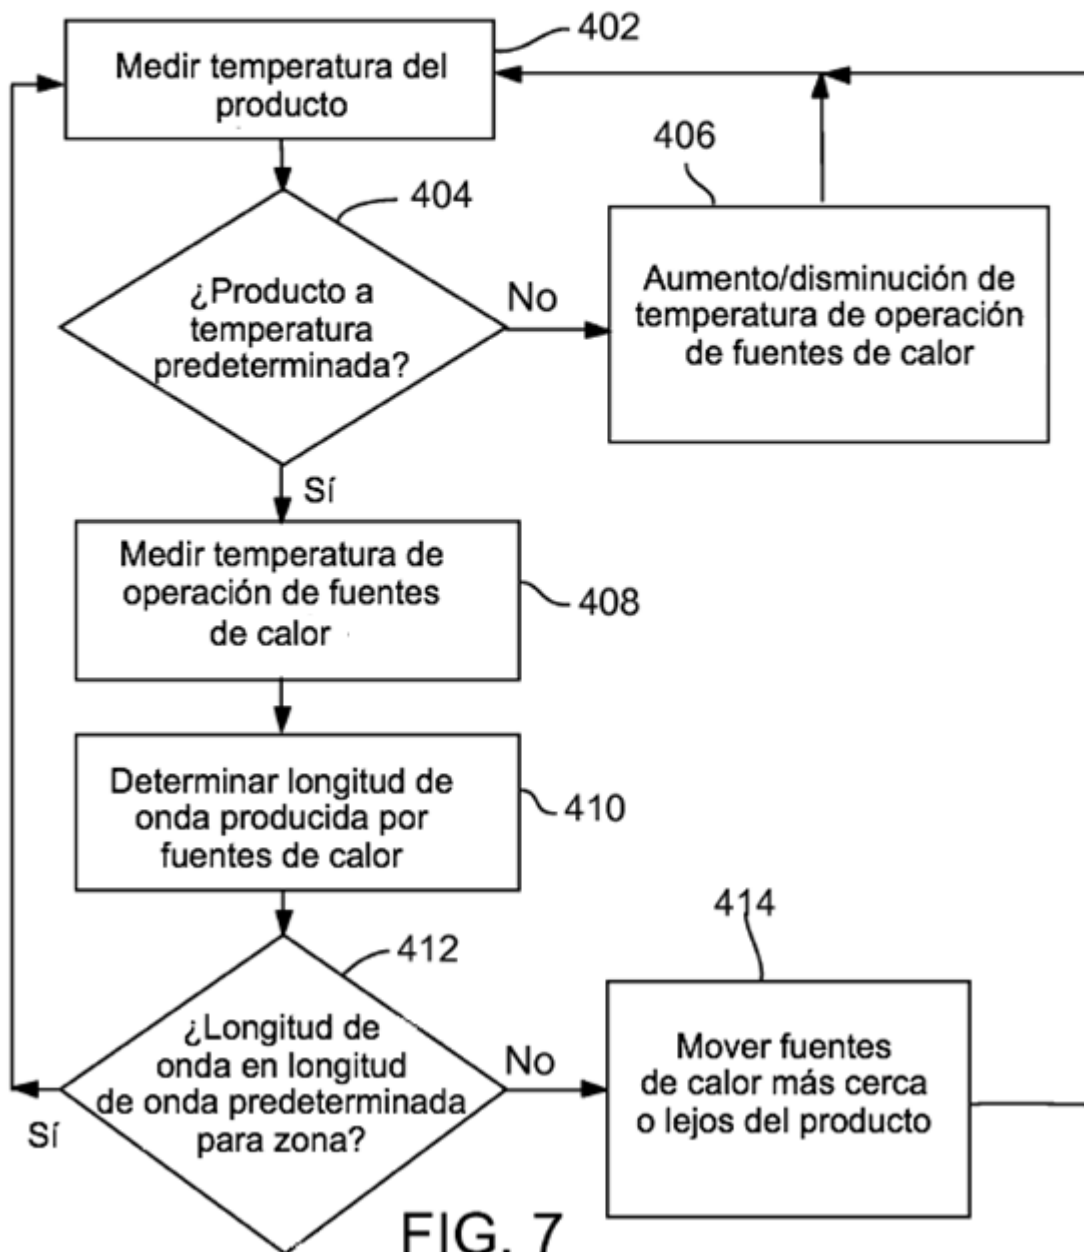 402
Medir temperatura del
producto
406
404
¿Producto a
temperatura
predeterminada?
No
Aumento/disminución de
temperatura de operación
de fuentes de calor
Sí
Medir temperatura de
operación de fuentes
de calor
408
Determinar longitud de
onda producida por
fuentes de calor
410
414
412
¿Longitud de
onda en longitud
de onda predeterminada
para zona?
No
Mover fuentes
de calor más cerca
o lejos del producto
Sí
FIG. 7